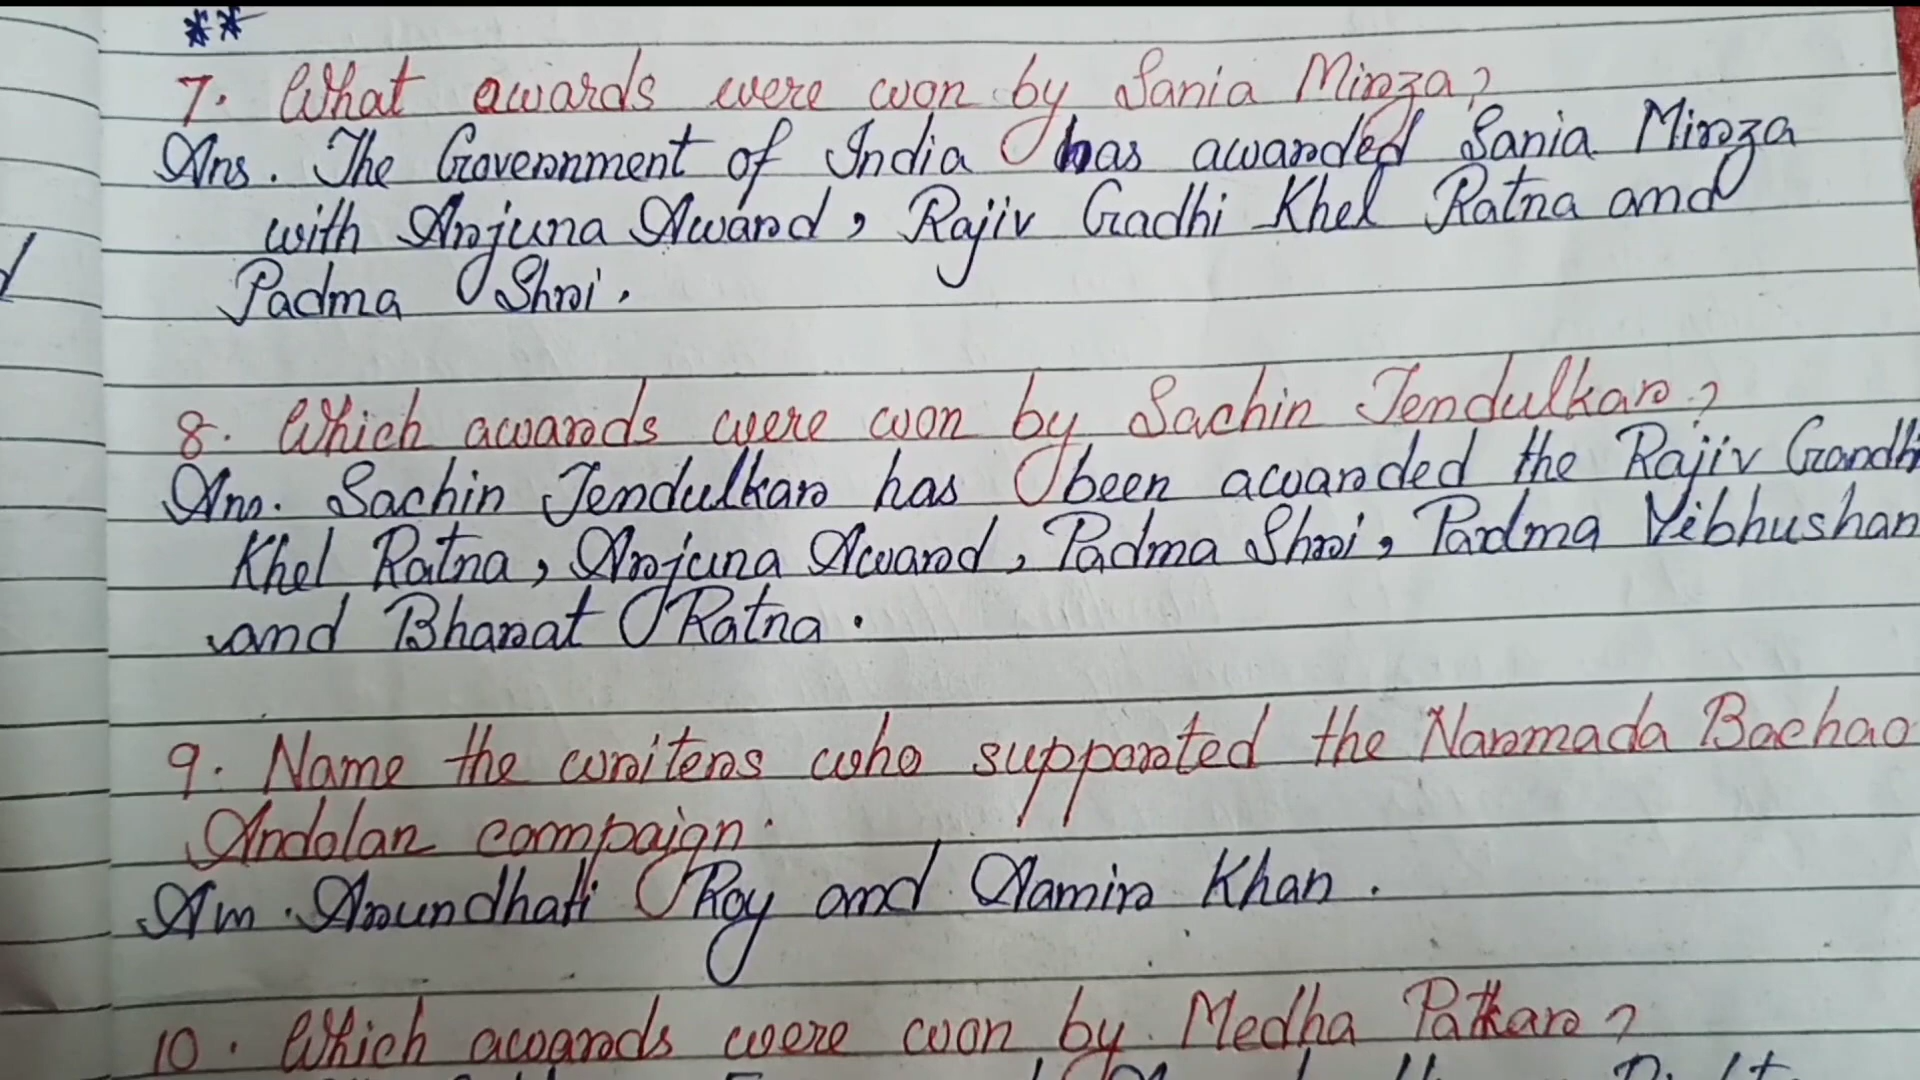 **
7. What awards were won by Sania Mirza?
Ans. The Government of India has awarded Sania Mirza
with Arjuna Award, Rajiv Gadhi Khel Ratna and
Padma Shri.
8. Which awards were won by Sachin Tendulkar?
Ans. Sachin Tendulkar has been awarded the Rajiv Gandhi
Khel Ratna, Arjuna Award, Padma Shri, Padma Vibhushan
and Bharat Ratna.
9. Name the writers who supported the Narmada Bachao
Andolan campaign.
Ans. Arundhati Roy and Aamir Khan.
10. Which awards were won by Medha Patkar?